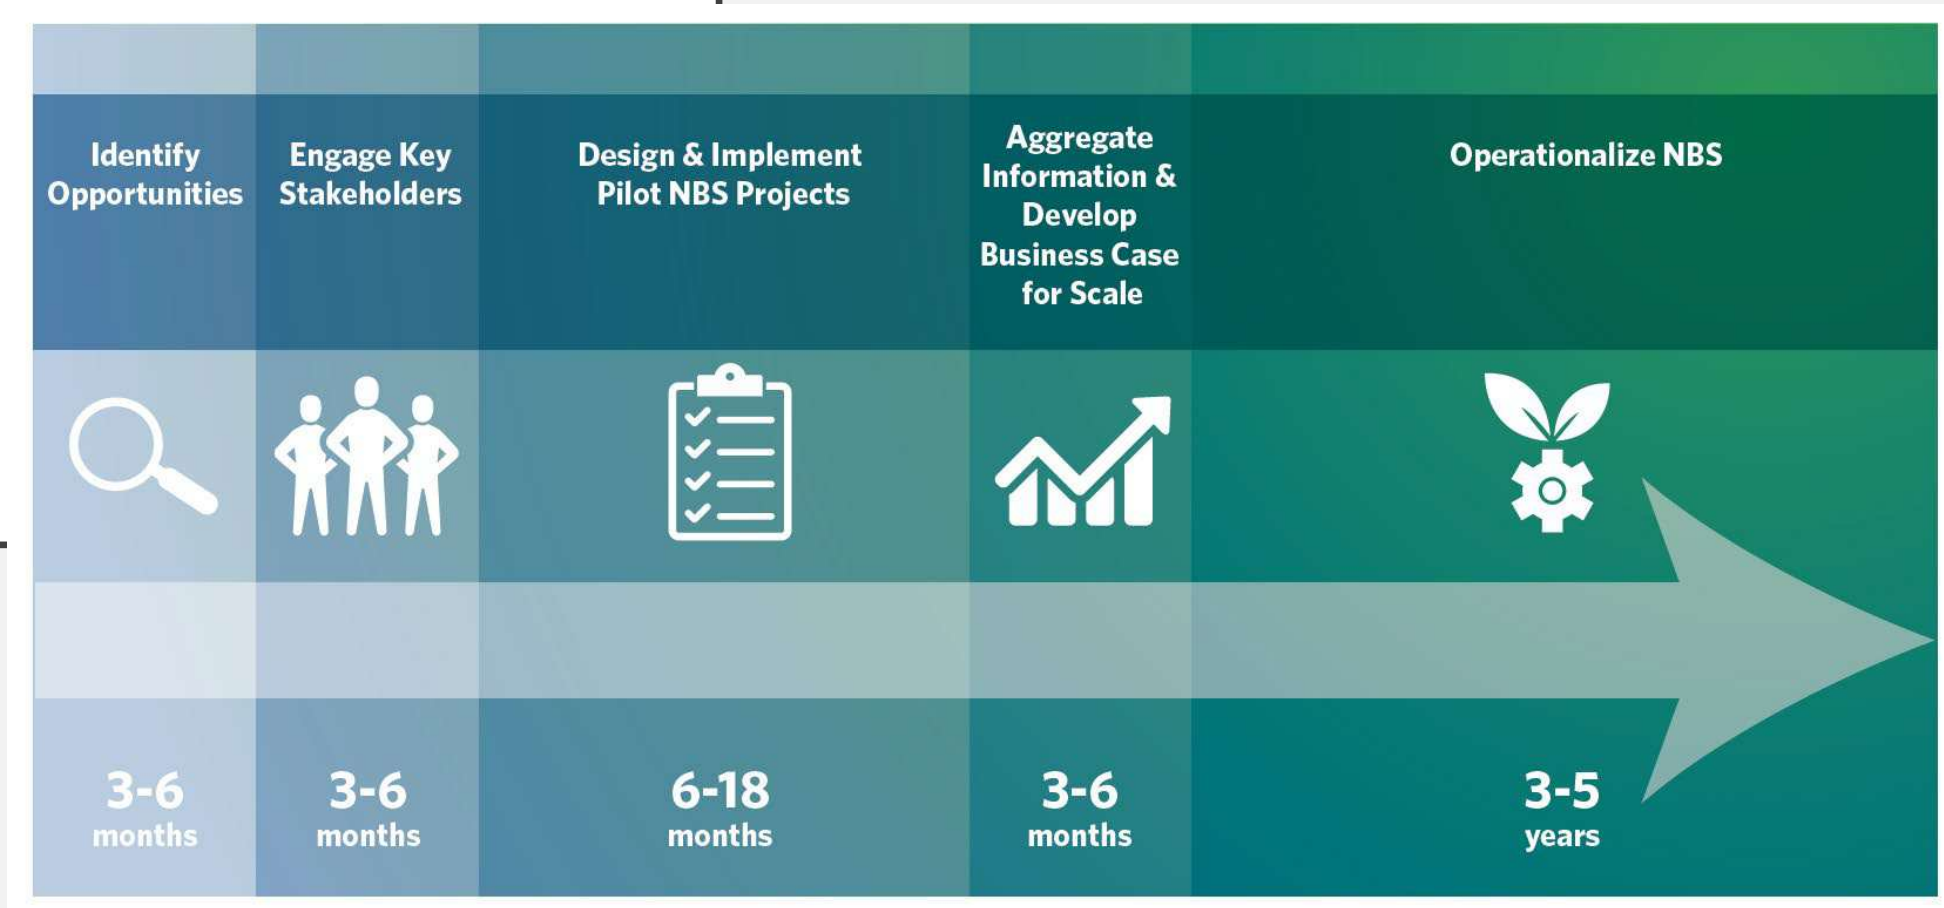 Identify
Opportunities
Engage Key
Stakeholders
Design & Implement
Pilot NBS Projects
Aggregate
Information &
Develop
Business Case
for Scale
Operationalize NBS
3-6
months
3-6
months
6-18
months
3-6
months
3-5
years